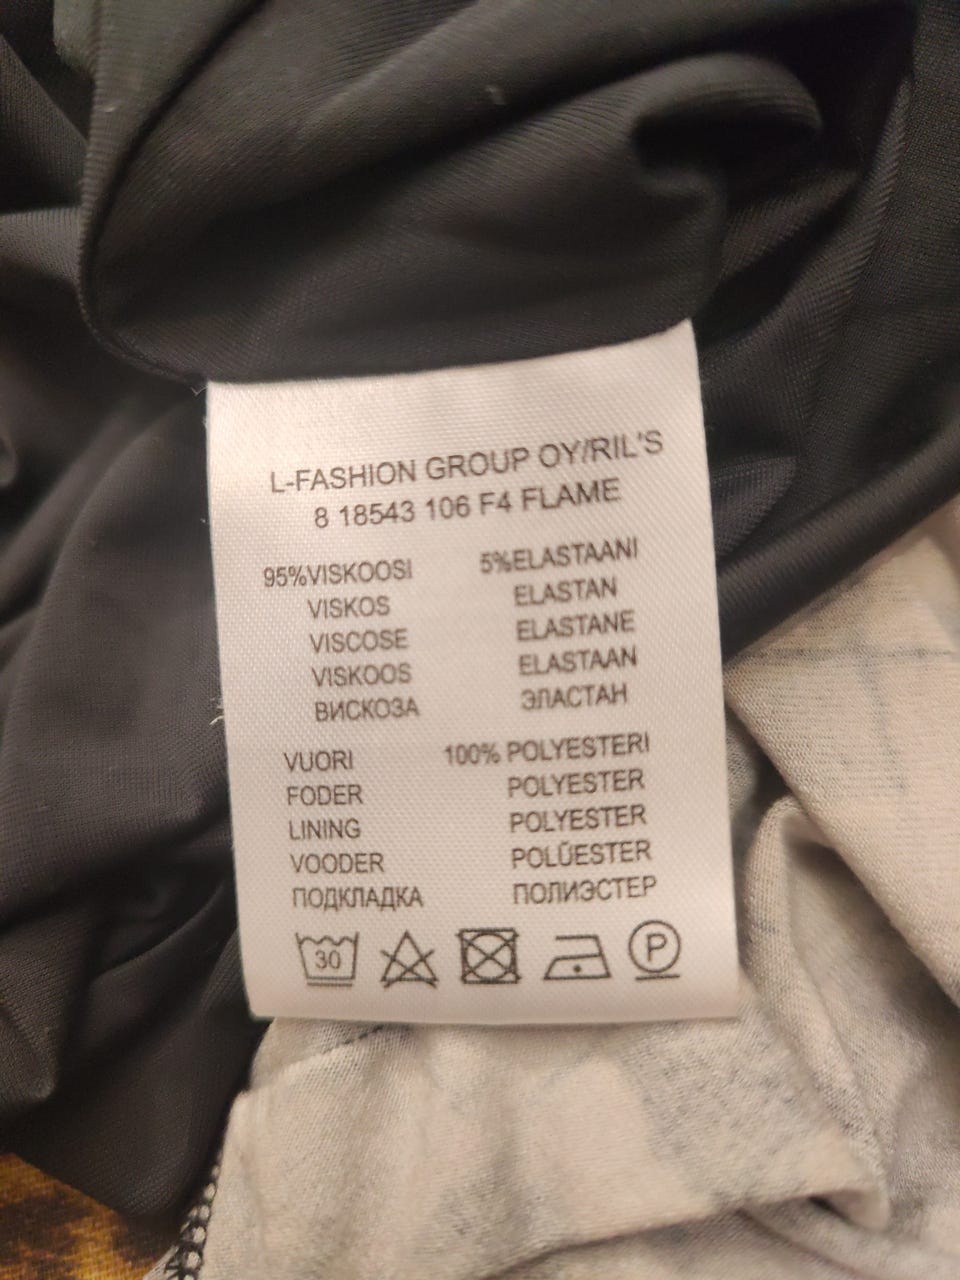 L-FASHION GROUP OY/RIL'S
8 18543 106 F4 FLAME
95%VISKOOSI 5%ELASTAANI
VISKOS ELASTAN
VISCOSE ELASTANE
VISKOOS ELASTAAN
ВИСКОЗА ЭЛАСТАН
VUORI 100% POLYESTERI
FODER POLYESTER
LINING POLYESTER
VOODER POLÜESTER
ПОДКЛАДКА ПОЛИЭСТЕР
30 P